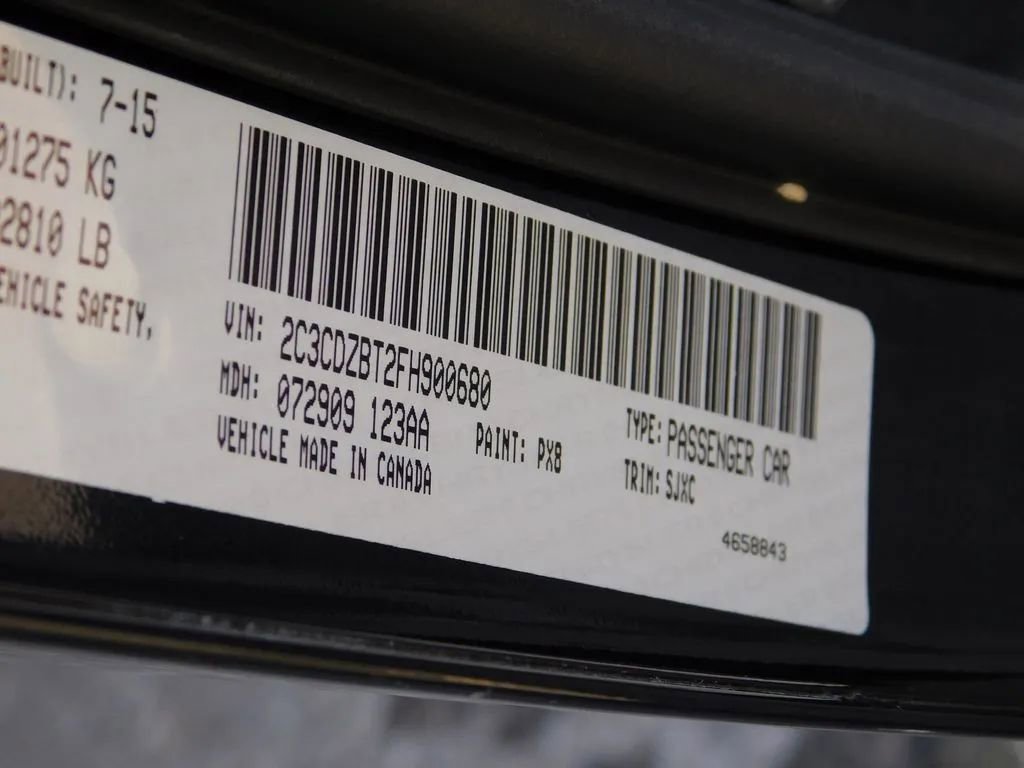 BUILT): 7-15
01275 KG
2810 LB
EHICLE SAFETY,
VIN: 2C3CDZBT2FH900680
MDH: 072909 123AA
PAINT: PX8
TYPE: PASSENGER CAR
VEHICLE MADE IN CANADA
TRIM: SJXC
4658843